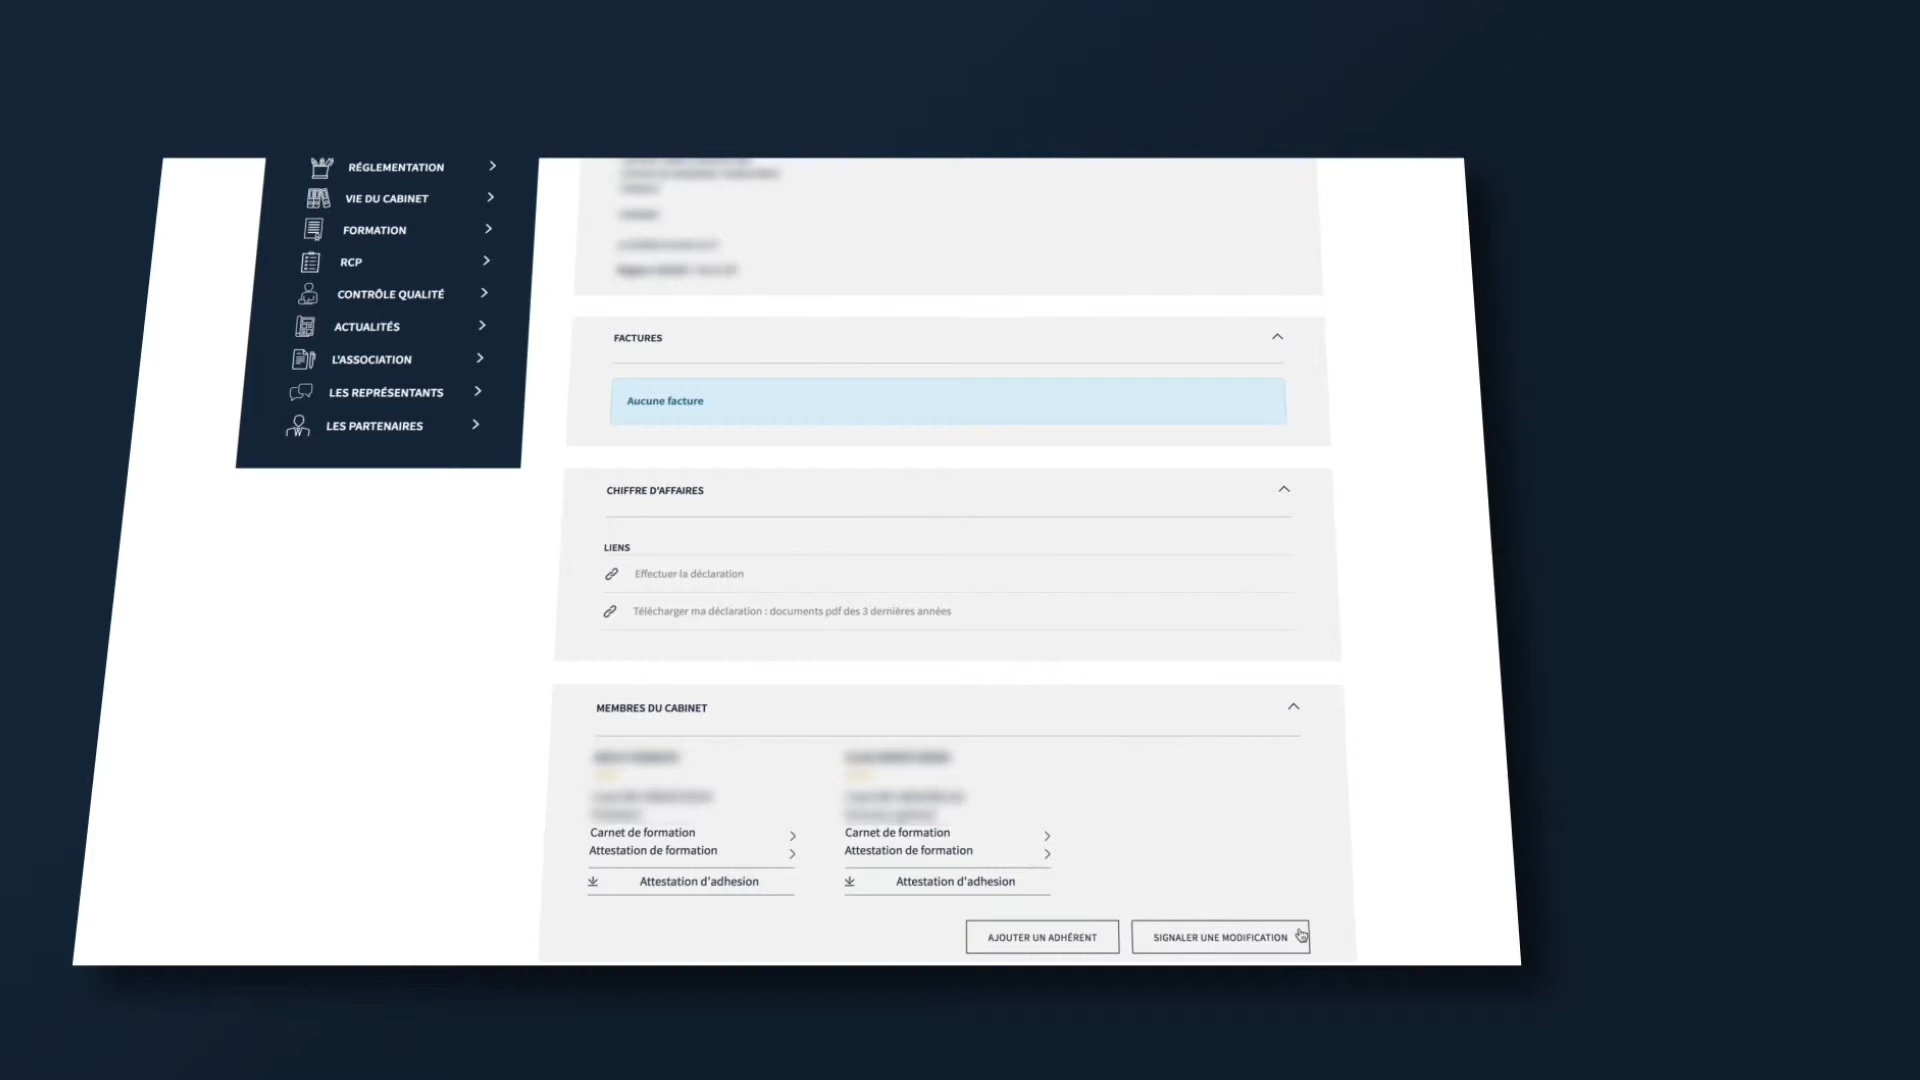 RÉGLEMENTATION
VIE DU CABINET
FORMATION
RCP
CONTRÔLE QUALITÉ
ACTUALITÉS
L'ASSOCIATION
LES REPRÉSENTANTS
LES PARTENAIRES
FACTURES
Aucune facture
CHIFFRE D'AFFAIRES
LIENS
Effectuer la déclaration
Télécharger ma déclaration : documents pdf des 3 dernières années
MEMBRES DU CABINET
Carnet de formation
Attestation de formation
Attestation d'adhesion
Carnet de formation
Attestation de formation
Attestation d'adhesion
AJOUTER UN ADHÉRENT
SIGNALER UNE MODIFICATION